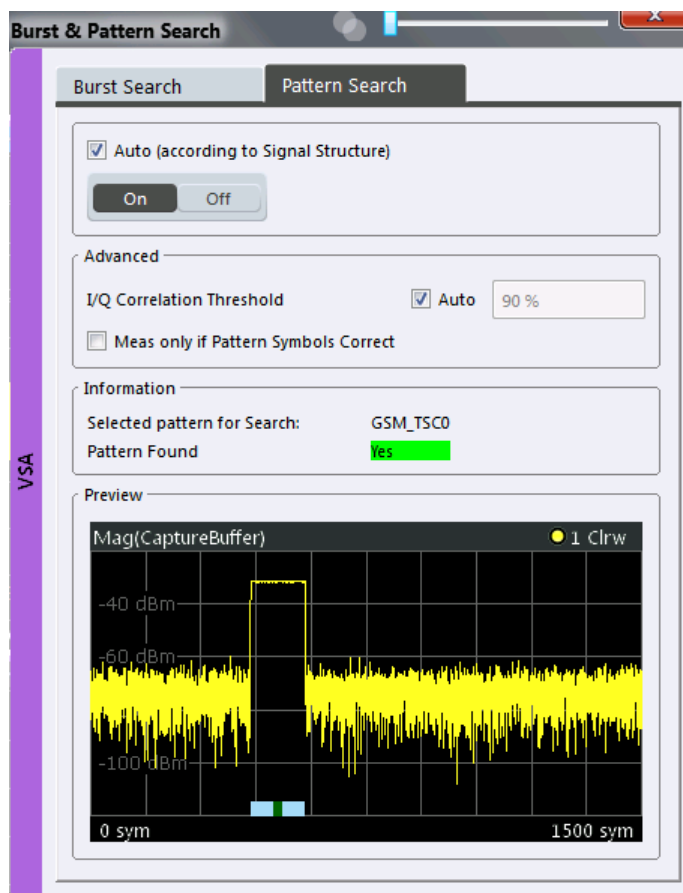 Burst & Pattern Search
X
VSA
Burst Search
Pattern Search
Auto (according to Signal Structure)
On Off
Advanced
I/Q Correlation Threshold Auto 90 %
Meas only if Pattern Symbols Correct
Information
Selected pattern for Search: GSM_TSC0
Pattern Found Yes
Preview
Mag(CaptureBuffer) 1 Clrw
-40 dBm
-60 dBm
-100 dBm
0 sym 1500 sym